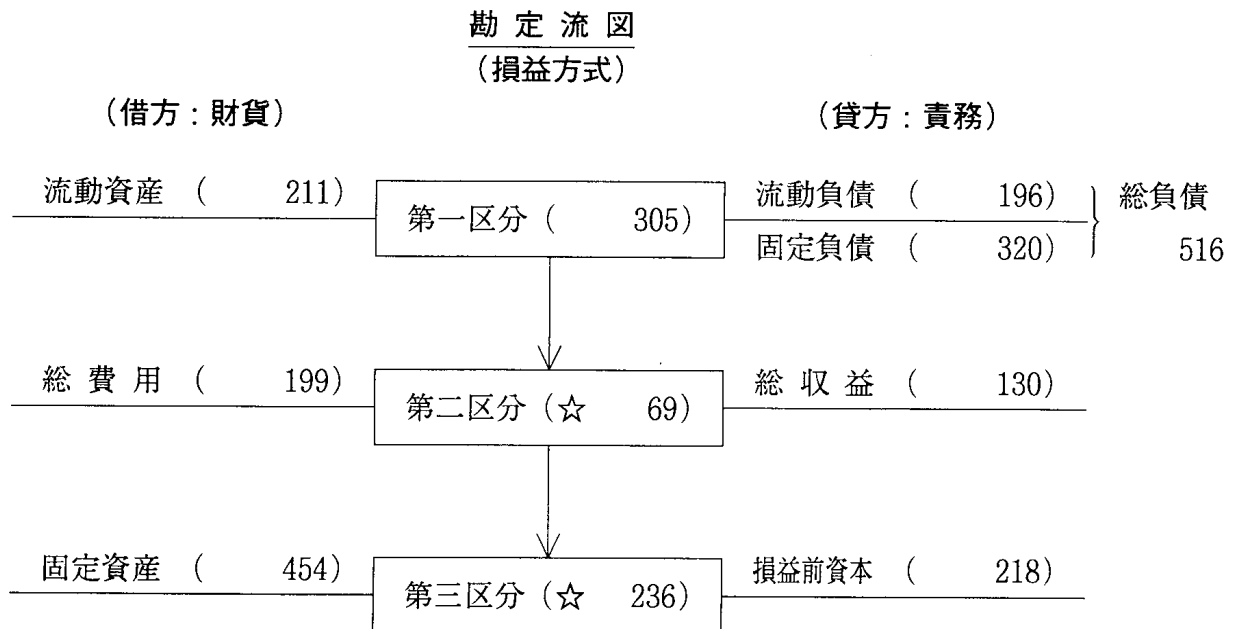 勘定流図
(損益方式)
(借方：財貨) (貸方：責務)
流動資産 ( 211) 第一区分 ( 305) 流動負債 ( 196) 総負債
固定負債 ( 320) 516
総費用 ( 199) 第二区分 (☆ 69) 総収益 ( 130)
固定資産 ( 454) 第三区分 (☆ 236) 損益前資本 ( 218)